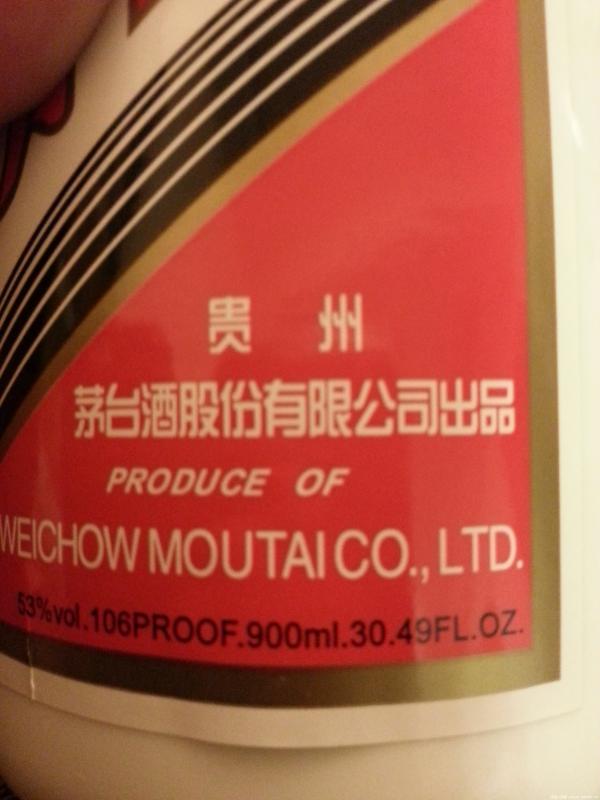 贵州
茅台酒股份有限公司出品
PRODUCE OF
WEICHOW MOUTAI CO., LTD.
53%vol.106PROOF.900ml.30.49FL.OZ.